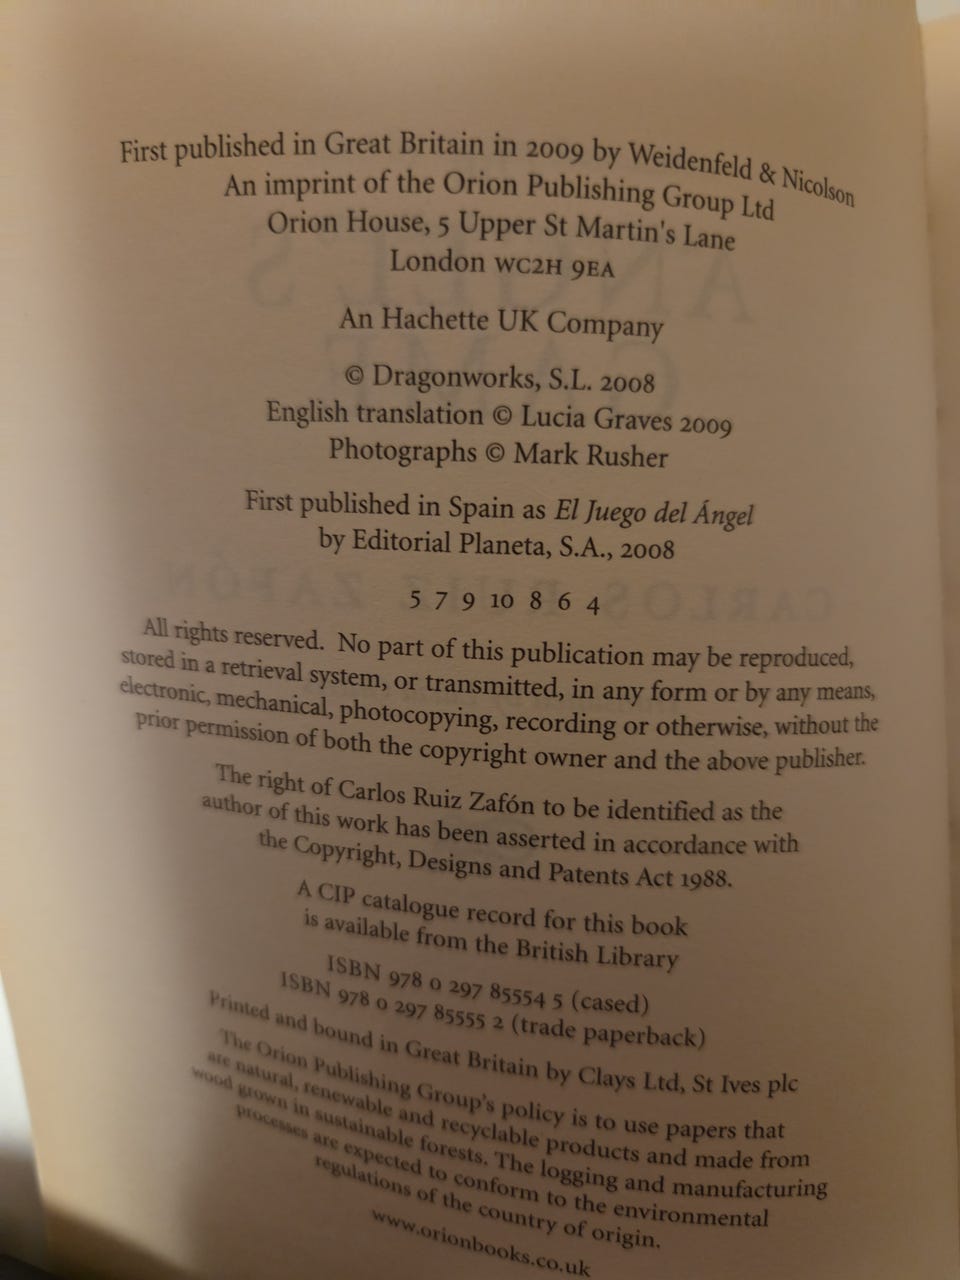 First published in Great Britain in 2009 by Weidenfeld & Nicolson
An imprint of the Orion Publishing Group Ltd
Orion House, 5 Upper St Martin's Lane
London WC2H 9EA
An Hachette UK Company
© Dragonworks, S.L. 2008
English translation © Lucia Graves 2009
Photographs © Mark Rusher
First published in Spain as El Juego del Ángel
by Editorial Planeta, S.A., 2008
5 7 9 10 8 6 4
All rights reserved. No part of this publication may be reproduced,
stored in a retrieval system, or transmitted, in any form or by any means,
electronic, mechanical, photocopying, recording or otherwise, without the
prior permission of both the copyright owner and the above publisher.
The right of Carlos Ruiz Zafón to be identified as the
author of this work has been asserted in accordance with
the Copyright, Designs and Patents Act 1988.
A CIP catalogue record for this book
is available from the British Library
ISBN 978 0 297 85554 5 (cased)
ISBN 978 0 297 85555 2 (trade paperback)
Printed and bound in Great Britain by Clays Ltd, St Ives plc
The Orion Publishing Group's policy is to use papers that
are natural, renewable and recyclable products and made from
wood grown in sustainable forests. The logging and manufacturing
processes are expected to conform to the environmental
regulations of the country of origin.
www.orionbooks.co.uk